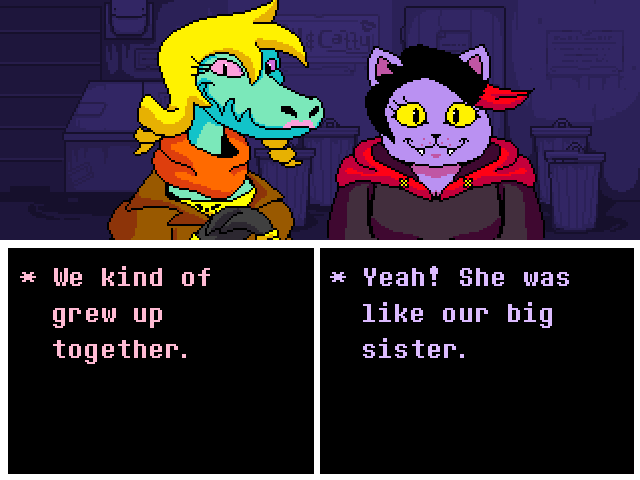 * We kind of
grew up
together.
* Yeah! She was
like our big
sister.